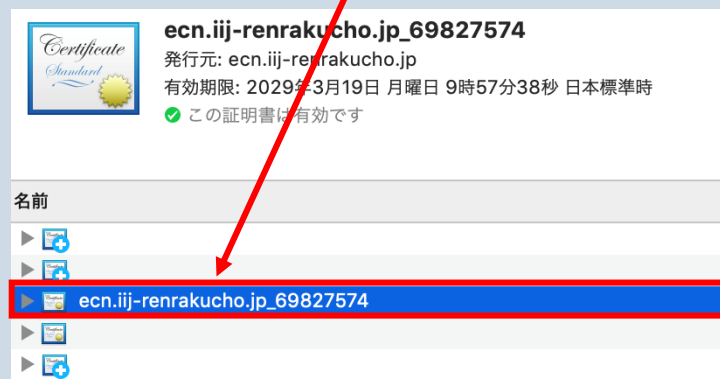 Certificate
Standard
ecn.iij-renrakucho.jp_69827574
発行元: ecn.iij-renrakucho.jp
有効期限: 2029年3月19日 月曜日 9時57分38秒 日本標準時
この証明書は有効です
名前
ecn.iij-renrakucho.jp_69827574